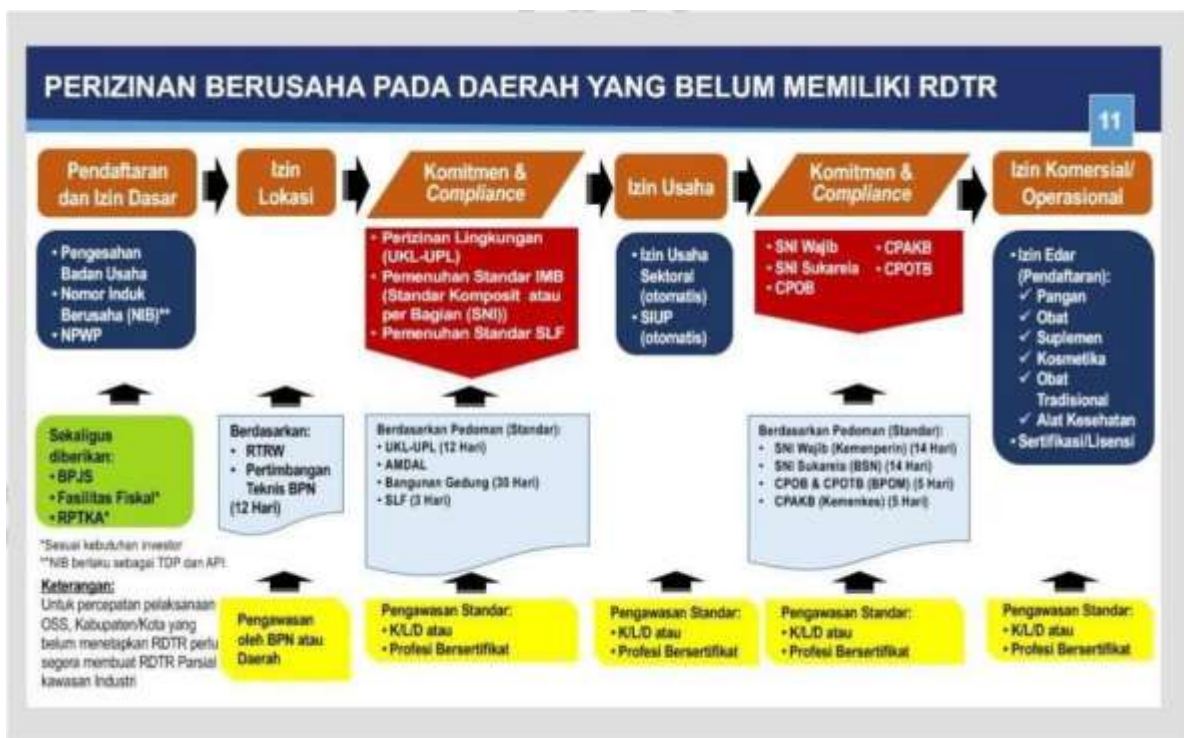 PERIZINAN BERUSAHA PADA DAERAH YANG BELUM MEMILIKI RDTR
11
Pendaftaran
dan Izin Dasar
Izin
Lokasi
Komitmen &
Compliance
Izin Usaha
Komitmen &
Compliance
Izin Komersial/
Operasional
• Pengesahan
Badan Usaha
• Nomor Induk
Berusaha (NIB)**
• NPWP
• Perizinan Lingkungan
(UKL-UPL)
• Pemenuhan Standar IMB
(Standar Komposit atau
per Bagian (SNI))
• Pemenuhan Standar SLF
• Izin Usaha
Sektoral
(otomatis)
• SIUP
(otomatis)
• SNI Wajib
• SNI Sukarela
• CPOB
• CPAKB
• CPOTB
• Izin Edar
(Pendaftaran):
✓ Pangan
✓ Obat
✓ Suplemen
✓ Kosmetika
✓ Obat
Tradisional
✓ Alat Kesehatan
• Sertifikasi/Lisensi
Sekaligus
diberikan:
• BPJS
• Fasilitas Fiskal*
• RPTKA*
Berdasarkan:
• RTRW
• Pertimbangan
Teknis BPN
(12 Hari)
Berdasarkan Pedoman (Standar):
• UKL-UPL (12 Hari)
• AMDAL
• Bangunan Gedung (30 Hari)
• SLF (3 Hari)
Berdasarkan Pedoman (Standar):
• SNI Wajib (Kemenperin) (14 Hari)
• SNI Sukarela (BSN) (14 Hari)
• CPOB & CPOTB (BPOM) (5 Hari)
• CPAKB (Kemenkes) (5 Hari)
*Sesuai kebutuhan investor
**NIB berlaku sebagai TDP dan API
Keterangan:
Untuk percepatan pelaksanaan
OSS, Kabupaten/Kota yang
belum menetapkan RDTR perlu
segera membuat RDTR Parsial
kawasan Industri
Pengawasan
oleh BPN atau
Daerah
Pengawasan Standar:
• K/L/D atau
• Profesi Bersertifikat
Pengawasan Standar:
• K/L/D atau
• Profesi Bersertifikat
Pengawasan Standar:
• K/L/D atau
• Profesi Bersertifikat
Pengawasan Standar:
• K/L/D atau
• Profesi Bersertifikat